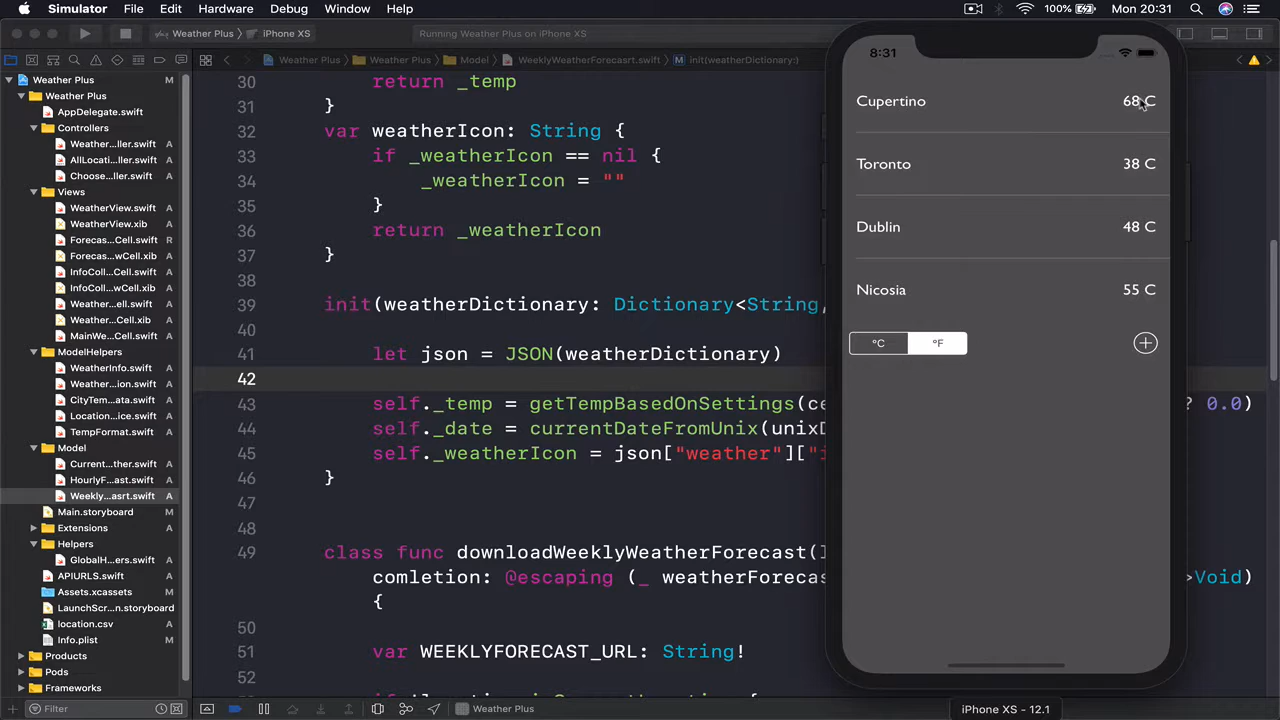 Simulator File Edit Hardware Debug Window Help 100% Mon 20:31
Weather Plus iPhone XS Running Weather Plus on iPhone XS
Weather Plus Weather Plus Model WeeklyWeatherForecasrt.swift init(weatherDictionary:)
Weather Plus M
Weather Plus
AppDelegate.swift
Controllers
Weather...ller.swift A
AllLocati...ller.swift A
Choose...ller.swift A
Views
WeatherView.swift A
WeatherView.xib A
Forecas...Cell.swift R
Forecas...wCell.xib A
InfoColl...Cell.swift A
InfoColl...wCell.xib A
Weather...ell.swift A
Weather...Cell.xib A
MainWe...Cell.swift A
ModelHelpers
WeatherInfo.swift A
Weather...ion.swift A
CityTem...ata.swift A
Location...ice.swift A
TempFormat.swift A
Model
Current...ther.swift A
HourlyF...ast.swift A
Weekly...asrt.swift A
Main.storyboard M
Extensions A
Helpers
GlobalH...ers.swift A
APIURLS.swift A
Assets.xcassets A
LaunchScr...n.storyboard
location.csv A
Info.plist M
Products
Pods
Frameworks
Filter
30 return _temp
31 }
32 var weatherIcon: String {
33 if _weatherIcon == nil {
34 _weatherIcon = ""
35 }
36 return _weatherIcon
37 }
38
39 init(weatherDictionary: Dictionary<String,
40
41 let json = JSON(weatherDictionary)
42
43 self._temp = getTempBasedOnSettings(ce ? 0.0)
44 self._date = currentDateFromUnix(unixD
45 self._weatherIcon = json["weather"]["i
46 }
47
48
49 class func downloadWeeklyWeatherForecast(l
comletion: @escaping (_ weatherForecas >Void)
{
50
51 var WEEKLYFORECAST_URL: String!
52
Weather Plus
8:31
Cupertino 68 C
Toronto 38 C
Dublin 48 C
Nicosia 55 C
°C °F
iPhone XS - 12.1